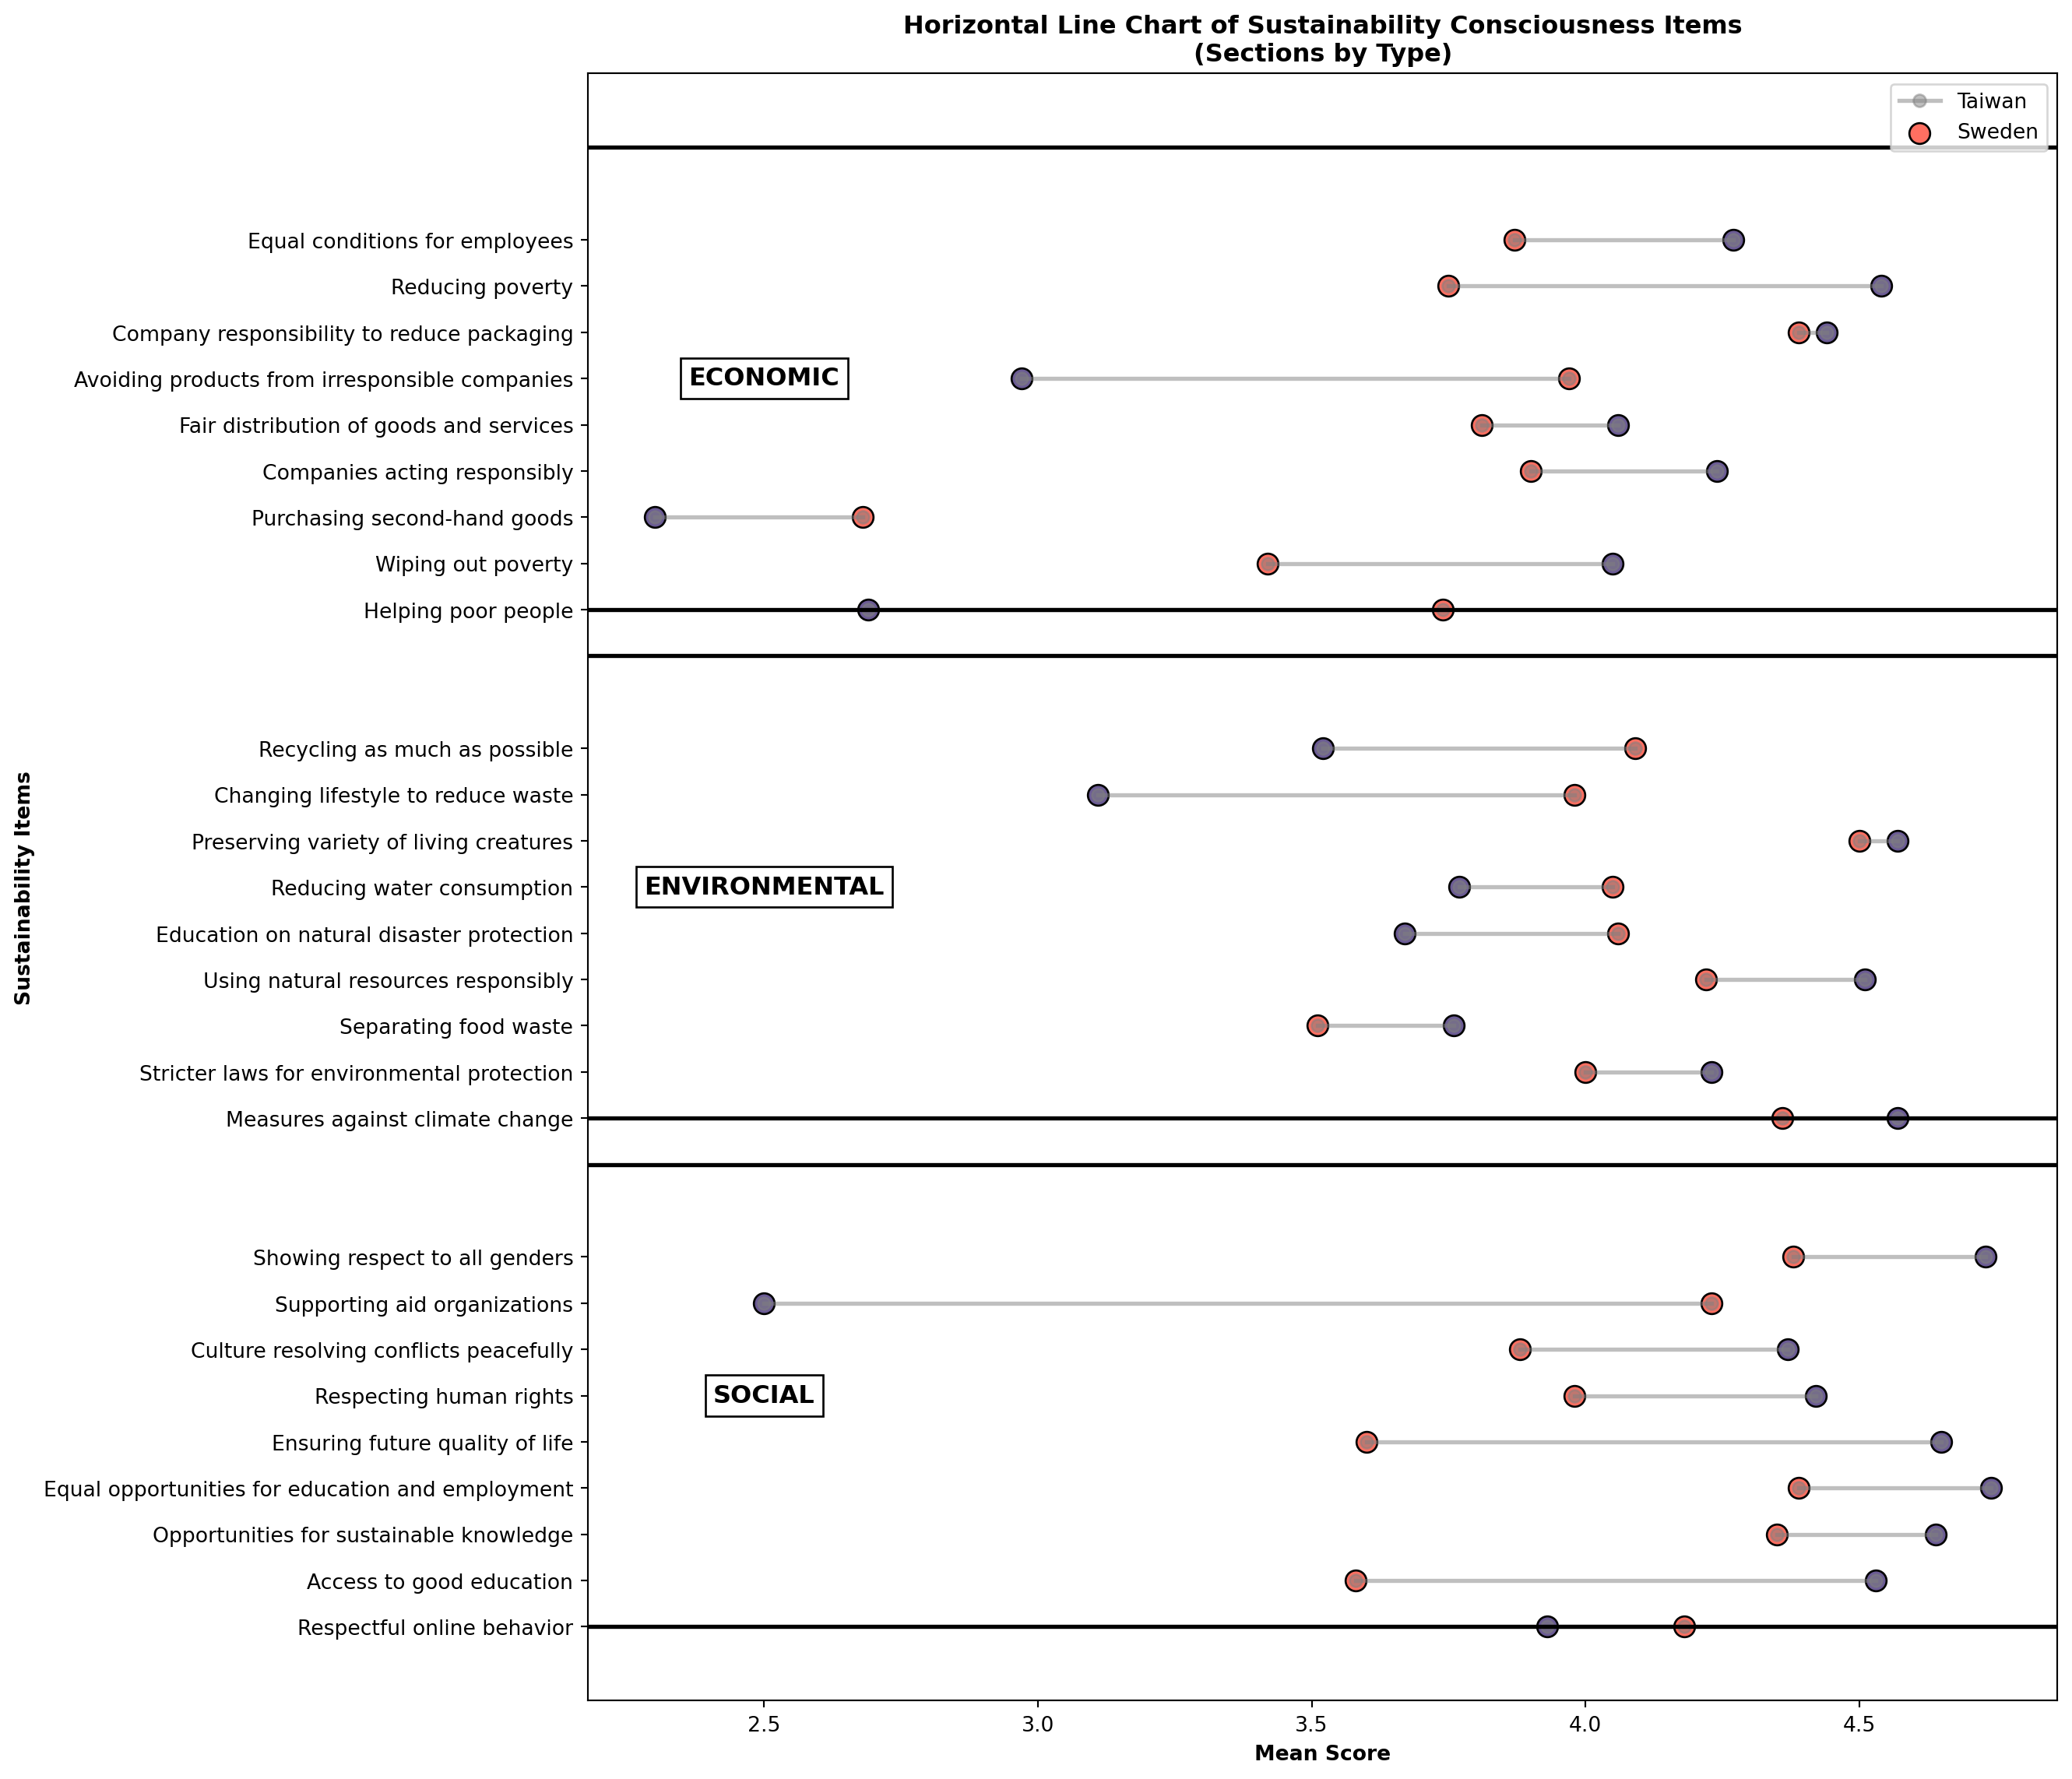 Horizontal Line Chart of Sustainability Consciousness Items
(Sections by Type)
Taiwan
Sweden
Equal conditions for employees
Reducing poverty
Company responsibility to reduce packaging
Avoiding products from irresponsible companies
ECONOMIC
Fair distribution of goods and services
Companies acting responsibly
Purchasing second-hand goods
Wiping out poverty
Helping poor people
Recycling as much as possible
Changing lifestyle to reduce waste
Preserving variety of living creatures
Reducing water consumption
ENVIRONMENTAL
Education on natural disaster protection
Using natural resources responsibly
Separating food waste
Stricter laws for environmental protection
Measures against climate change
Showing respect to all genders
Supporting aid organizations
Culture resolving conflicts peacefully
Respecting human rights
SOCIAL
Ensuring future quality of life
Equal opportunities for education and employment
Opportunities for sustainable knowledge
Access to good education
Respectful online behavior
Sustainability Items
2.5
3.0
3.5
4.0
4.5
Mean Score